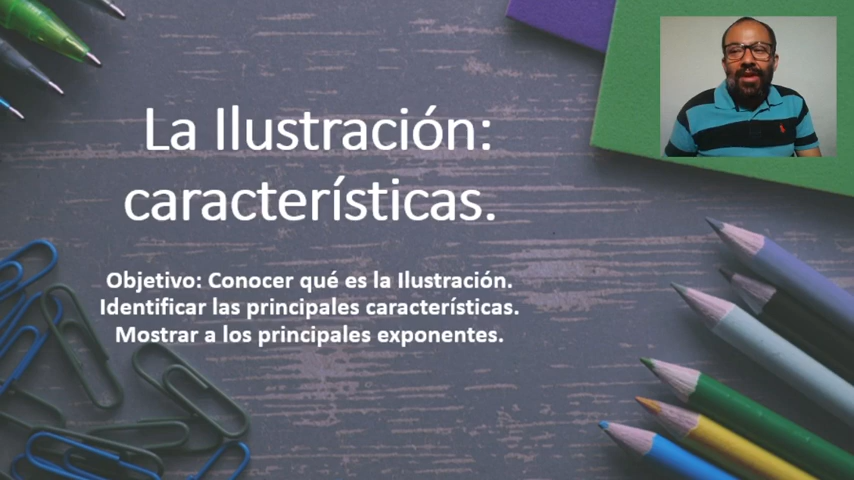 La Ilustración:
características.
Objetivo: Conocer qué es la Ilustración.
Identificar las principales características.
Mostrar a los principales exponentes.